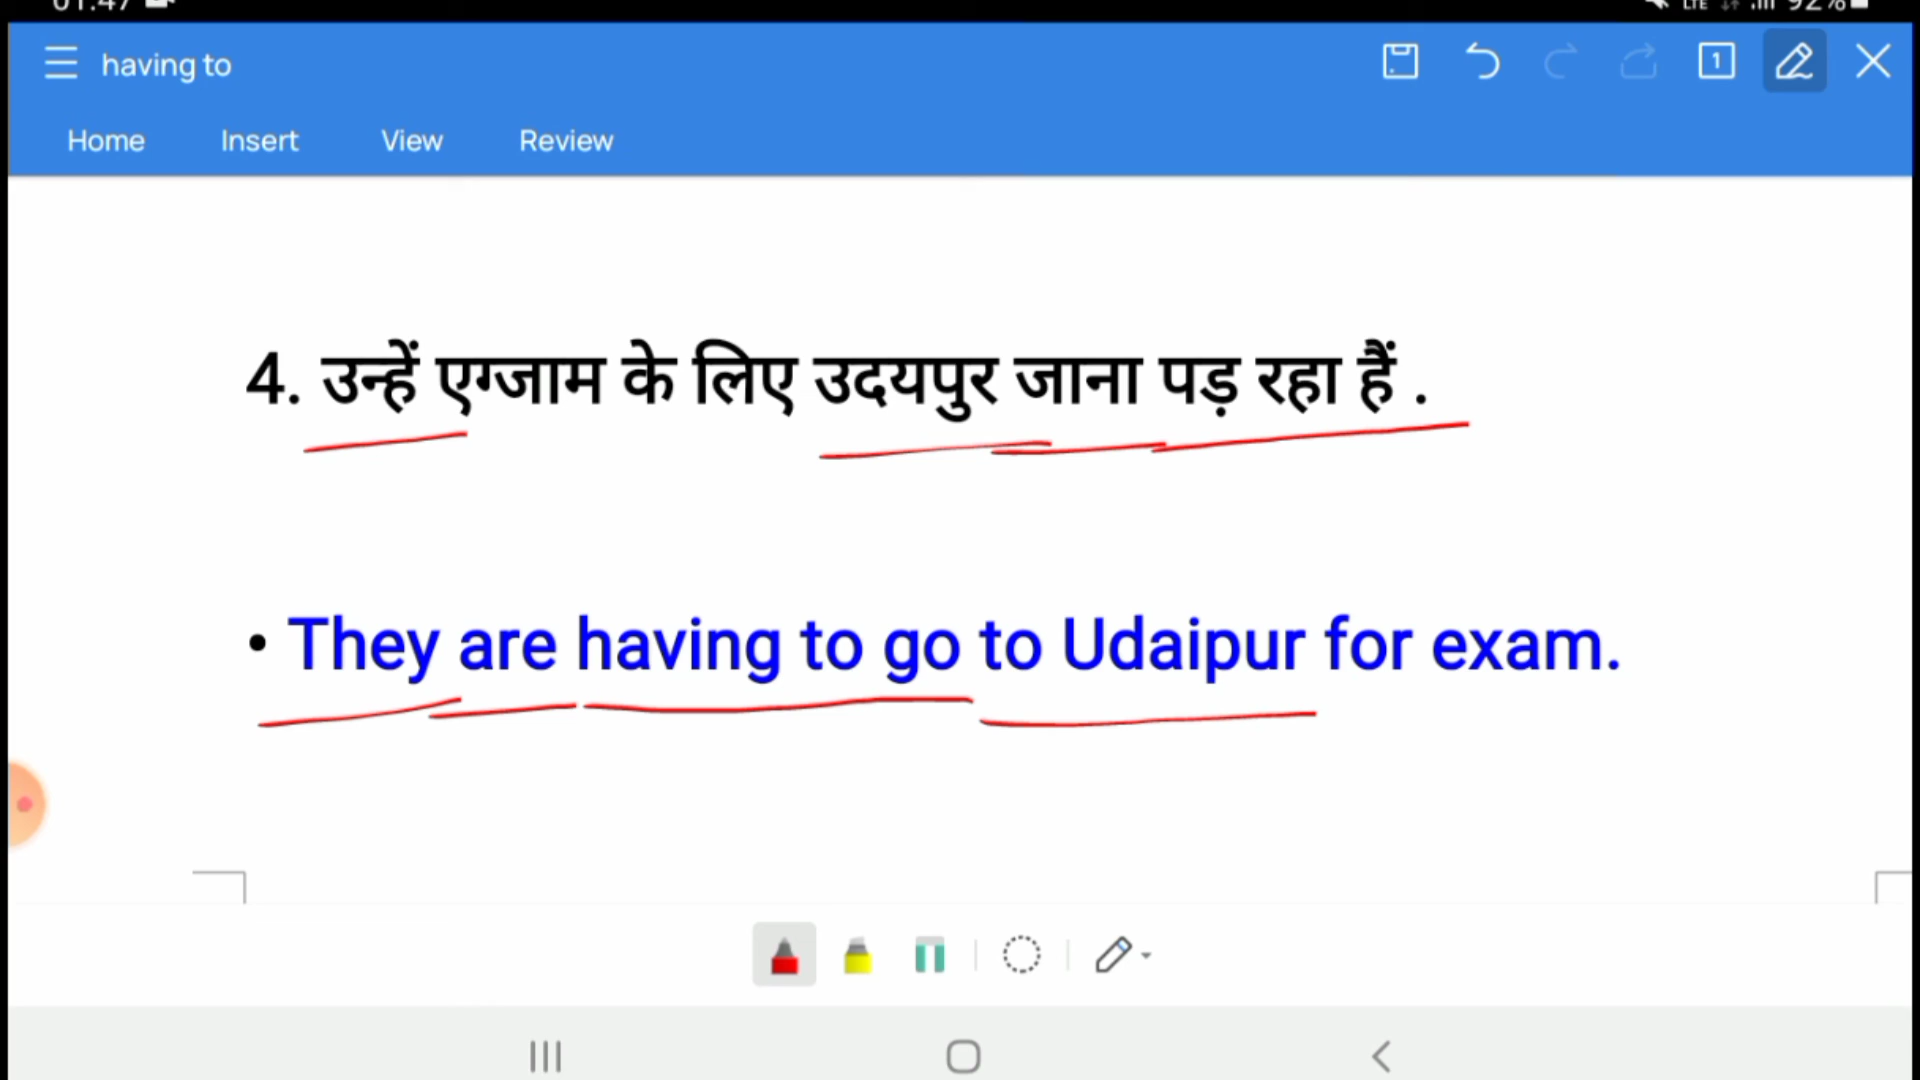 having to
1
Home Insert View Review
4. उन्हें एग्जाम के लिए उदयपुर जाना पड़ रहा हैं .
• They are having to go to Udaipur for exam.